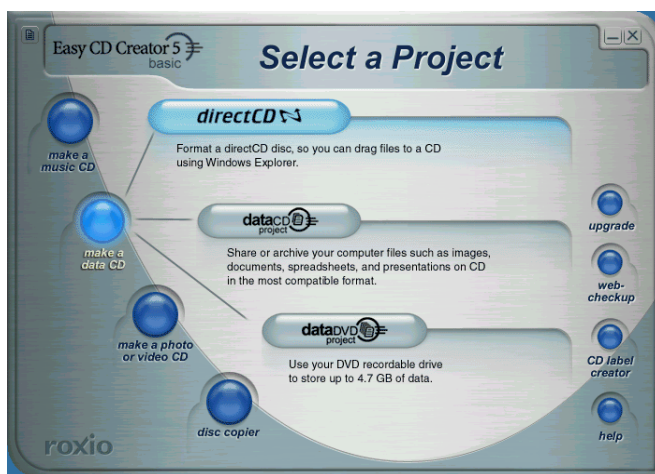 Easy CD Creator 5
basic
Select a Project
make a
music CD
directCD
Format a directCD disc, so you can drag files to a CD
using Windows Explorer.
make a
data CD
dataCD
project
Share or archive your computer files such as images,
documents, spreadsheets, and presentations on CD
in the most compatible format.
make a photo
or video CD
dataDVD
project
Use your DVD recordable drive
to store up to 4.7 GB of data.
disc copier
upgrade
web-
checkup
CD label
creator
help
roxio